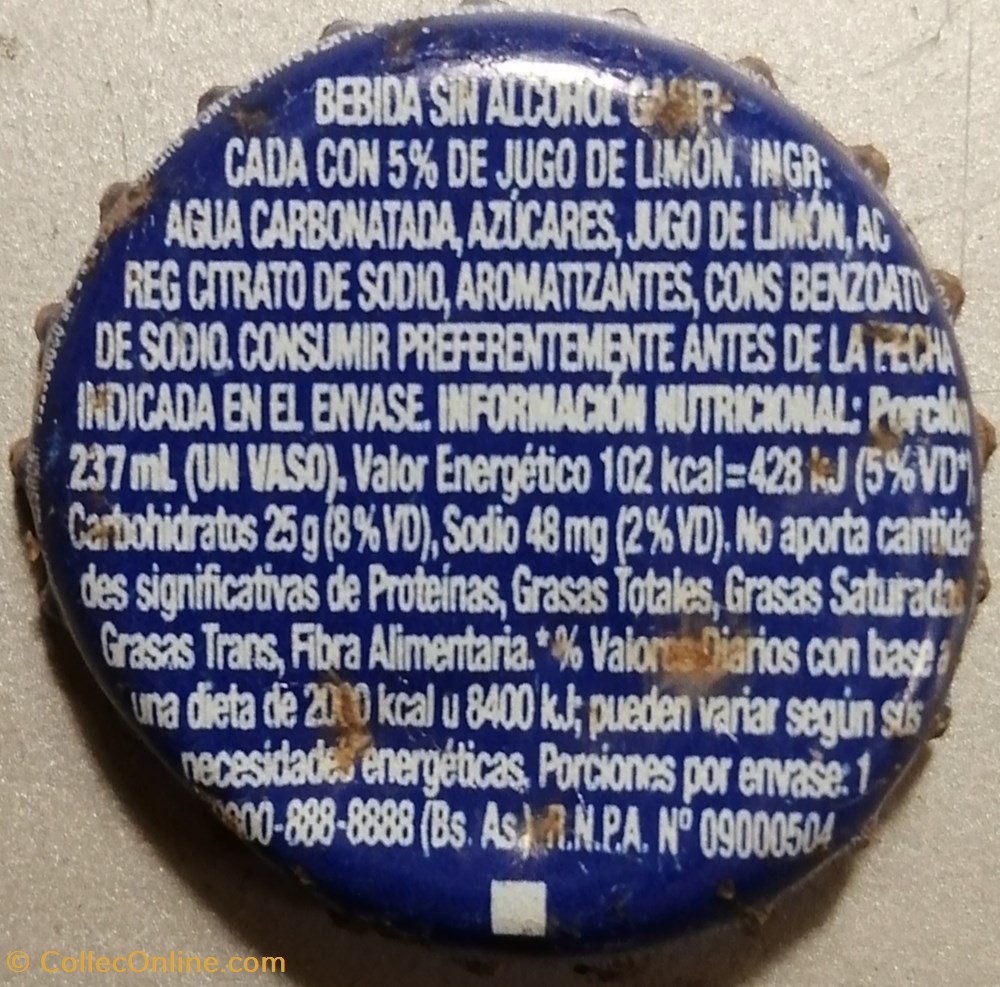 BEBIDA SIN ALCOHOL
CADA CON 5% DE JUGO DE LIMÓN. INGR:
AGUA CARBONATADA, AZÚCARES, JUGO DE LIMÓN, AC
REG CITRATO DE SODIO, AROMATIZANTES, CONS BENZOATO
DE SODIO. CONSUMIR PREFERENTEMENTE ANTES DE LA FECHA
INDICADA EN EL ENVASE. INFORMACIÓN NUTRICIONAL: Porción
237 mL (UN VASO). Valor Energético 102 kcal=428 kJ (5%VD*)
Carbohidratos 25 g (8%VD), Sodio 48 mg (2%VD). No aporta cantida
des significativas de Proteínas, Grasas Totales, Grasas Saturadas
Grasas Trans, Fibra Alimentaria. *% Valores Diarios con base a
una dieta de 2000 kcal u 8400 kJ; pueden variar según sus
necesidades energéticas. Porciones por envase: 1
0800-888-8888 (Bs. As.) R.N.P.A. Nº 09000504
© CollecOnline.com